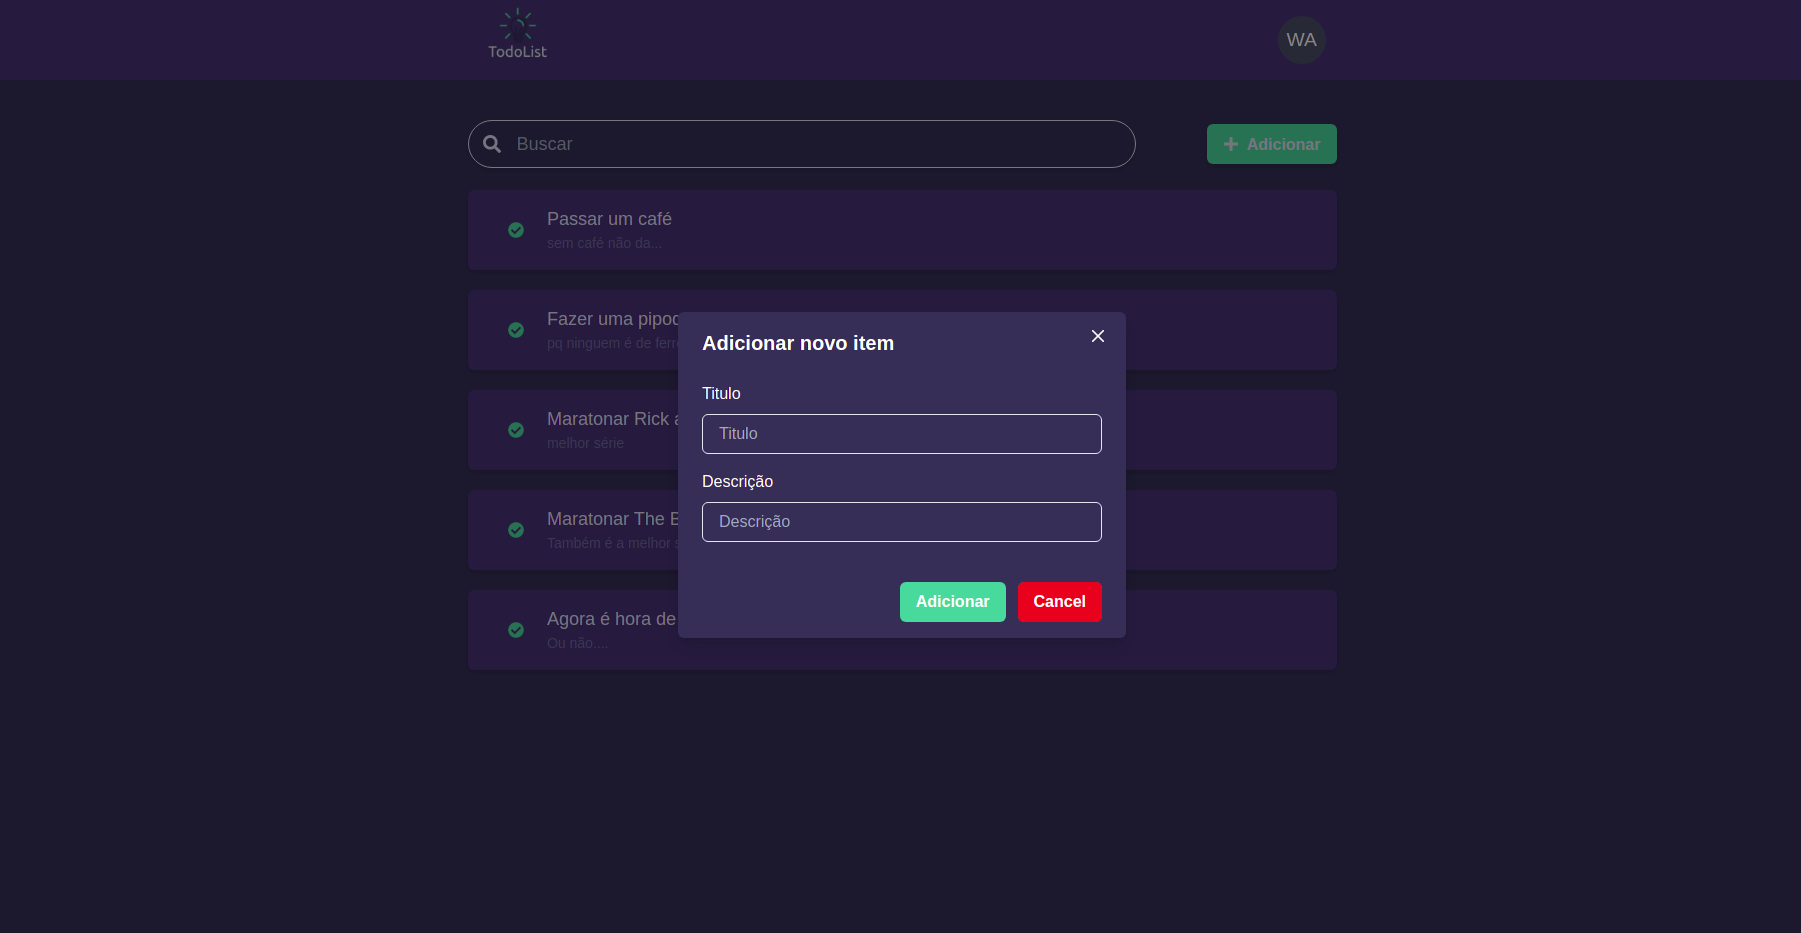 TodoList
WA
Buscar
Adicionar
Passar um café
sem café não da...
Fazer uma
pq ninguem é de
Adicionar novo item
Titulo
Titulo
Maratonar Rick
melhor série
Descrição
Descrição
Maratonar The
Também é a melhor
Adicionar
Cancel
Agora é hora de
Ou não....